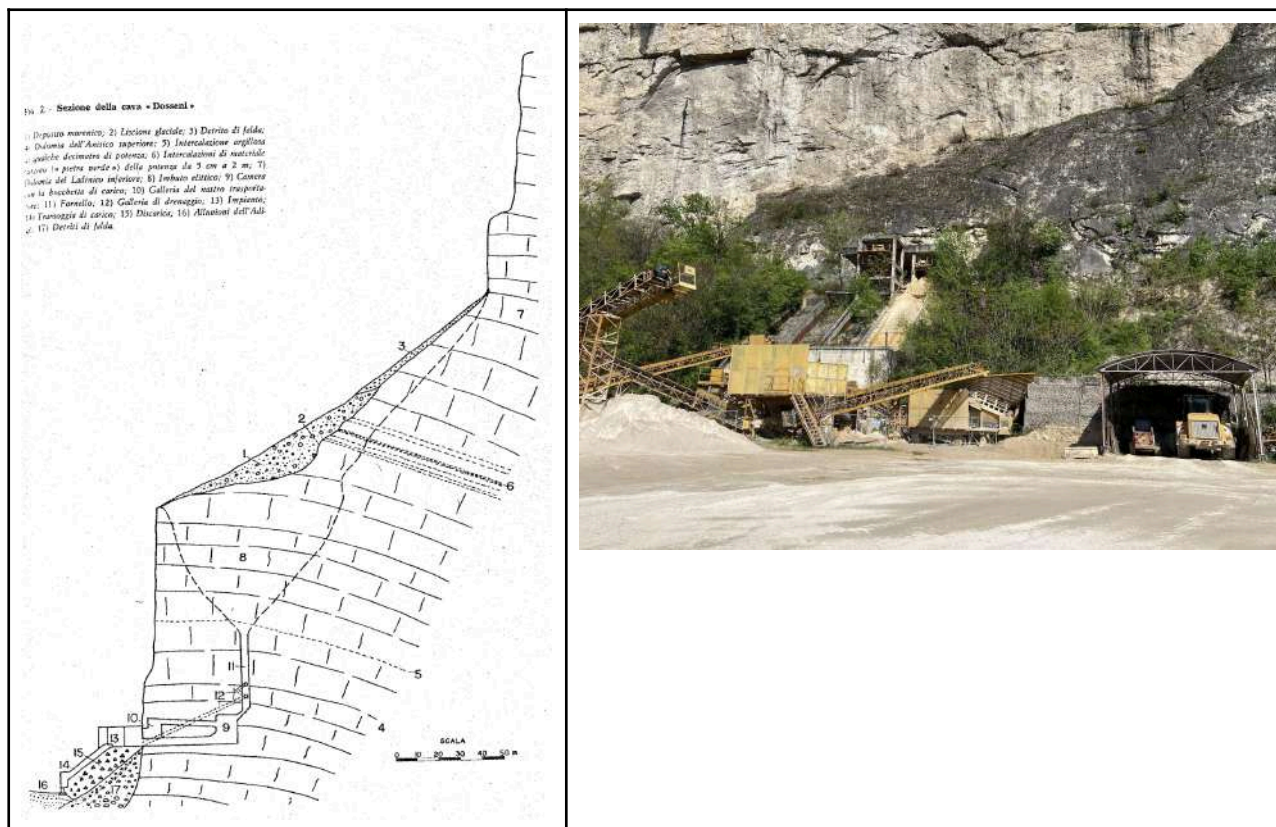 2 - Sezione della cava « Dosseni »
Deposito morenico; 2) Liscione glaciale; 3) Detrito di falda;
Dolomia dell'Anisico superiore; 5) Intercalazione argillosa
qualche decimetro di potenza; 6) Intercalazioni di materiale
(« pietra verde ») della potenza da 5 cm a 2 m; 7)
Dolomia del Ladinico inferiore; 8) Imbuto elittico; 9) Camera
la bocchetta di carico; 10) Galleria del nastro trasporta-
11) Fornello; 12) Galleria di drenaggio; 13) Impianto;
14) Tramoggia di carico; 15) Discarica; 16) Alluvioni dell'Adi-
17) Detriti di falda.
7
3
2
1
6
8
5
11
12
4
10
9
13
15
14
16
17
SCALA
0 10 20 30 40 50 m